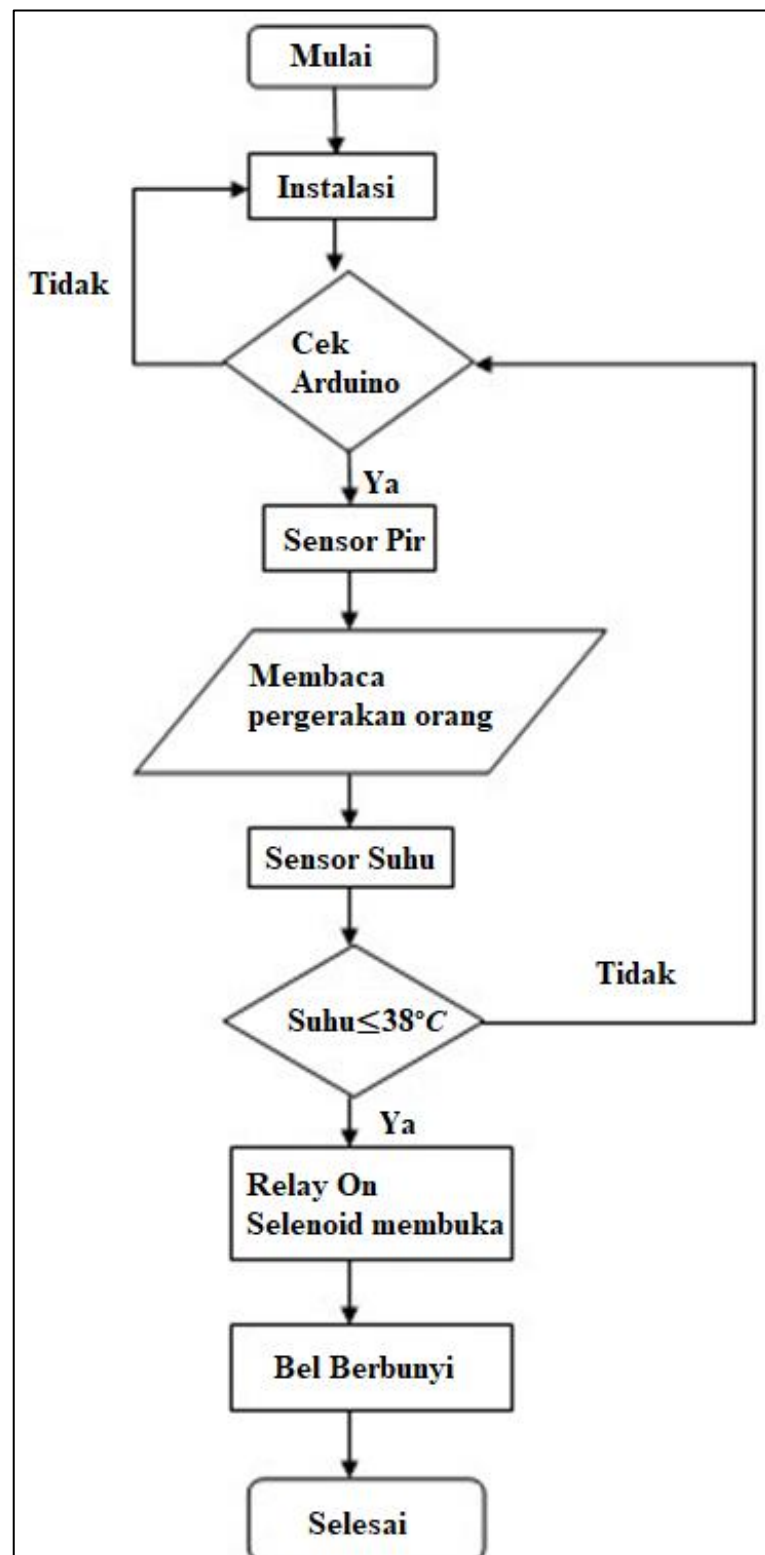 Mulai
Instalasi
Tidak
Cek
Arduino
Ya
Sensor Pir
Membaca
pergerakan orang
Sensor Suhu
Tidak
Suhu≤38°C
Ya
Relay On
Selenoid membuka
Bel Berbunyi
Selesai